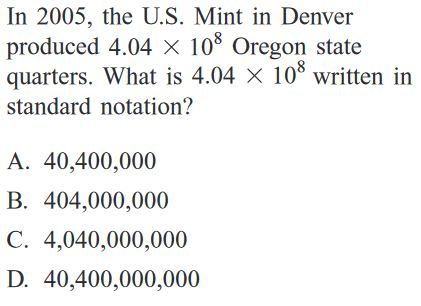 In 2005, the U.S. Mint in Denver
produced 4.04 × 10⁸ Oregon state
quarters. What is 4.04 × 10⁸ written in
standard notation?
A. 40,400,000
B. 404,000,000
C. 4,040,000,000
D. 40,400,000,000